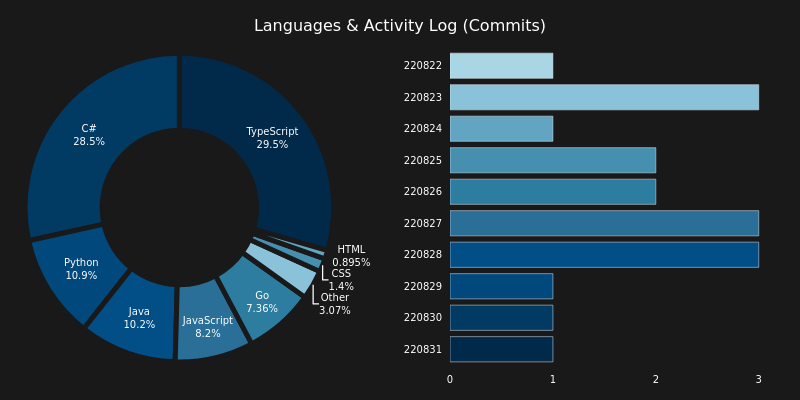 Languages & Activity Log (Commits)
TypeScript
29.5%
C#
28.5%
Python
10.9%
Java
10.2%
JavaScript
8.2%
Go
7.36%
Other
3.07%
CSS
1.4%
HTML
0.895%
220822
220823
220824
220825
220826
220827
220828
220829
220830
220831
0 1 2 3